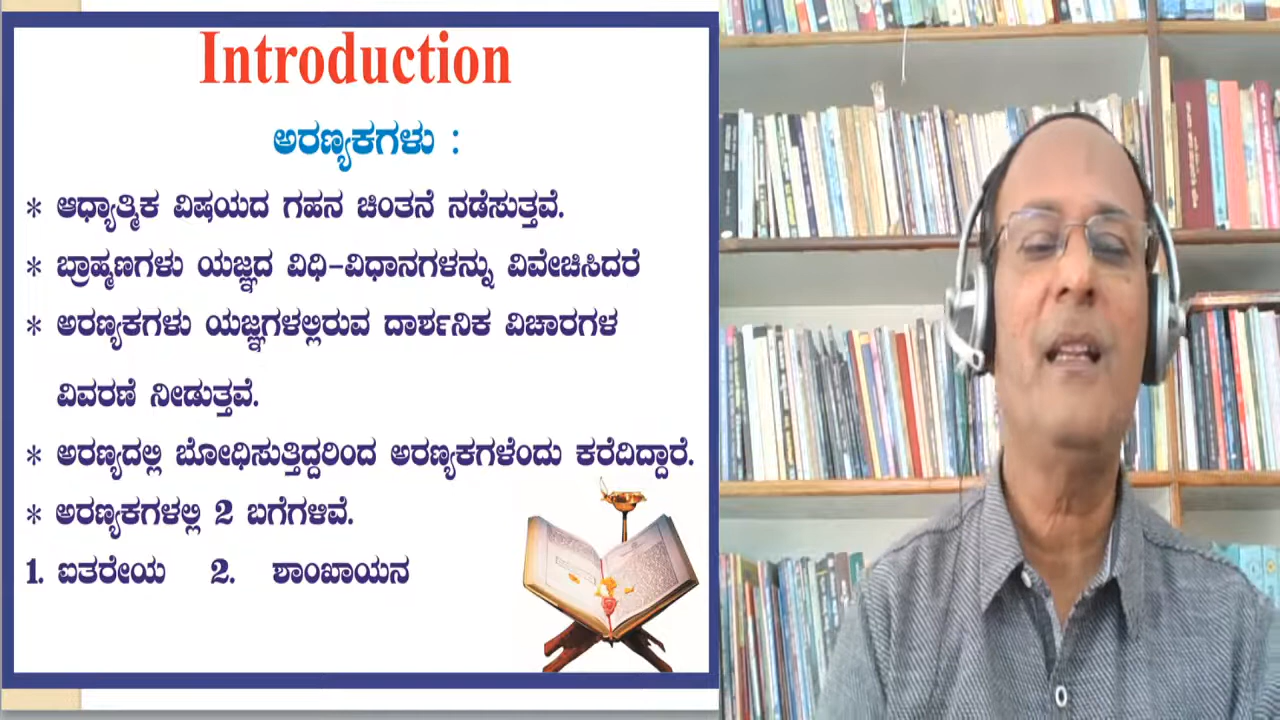 Introduction
ಅರಣ್ಯಕಗಳು :
* ಆಧ್ಯಾತ್ಮಿಕ ವಿಷಯದ ಗಹನ ಚಿಂತನೆ ನಡೆಸುತ್ತವೆ.
* ಬ್ರಾಹ್ಮಣಗಳು ಯಜ್ಞದ ವಿಧಿ-ವಿಧಾನಗಳನ್ನು ವಿವೇಚಿಸಿದರೆ
* ಅರಣ್ಯಕಗಳು ಯಜ್ಞಗಳಲ್ಲಿರುವ ದಾರ್ಶನಿಕ ವಿಚಾರಗಳ
ವಿವರಣೆ ನೀಡುತ್ತವೆ.
* ಅರಣ್ಯದಲ್ಲಿ ಬೋಧಿಸುತ್ತಿದ್ದರಿಂದ ಅರಣ್ಯಕಗಳೆಂದು ಕರೆದಿದ್ದಾರೆ.
* ಅರಣ್ಯಕಗಳಲ್ಲಿ 2 ಬಗೆಗಳಿವೆ.
1. ಐತರೇಯ 2. ಶಾಂಖಾಯನ